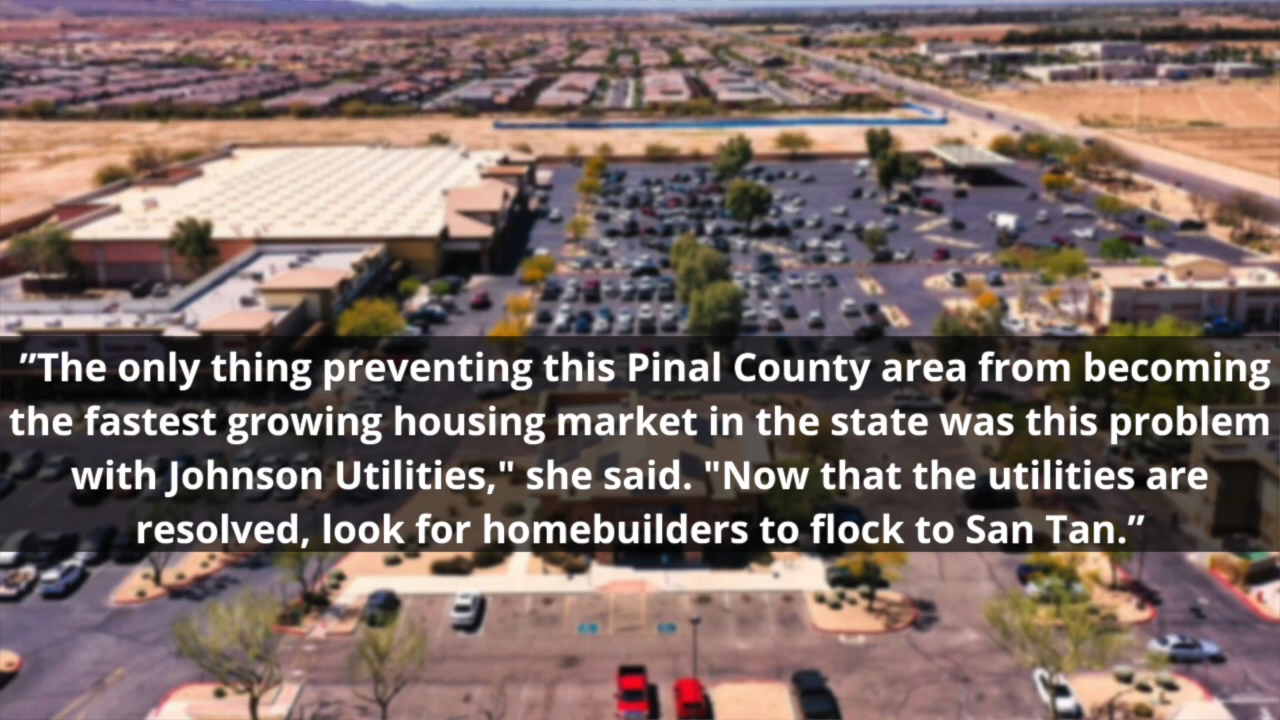 ”The only thing preventing this Pinal County area from becoming
the fastest growing housing market in the state was this problem
with Johnson Utilities," she said. "Now that the utilities are
resolved, look for homebuilders to flock to San Tan.”